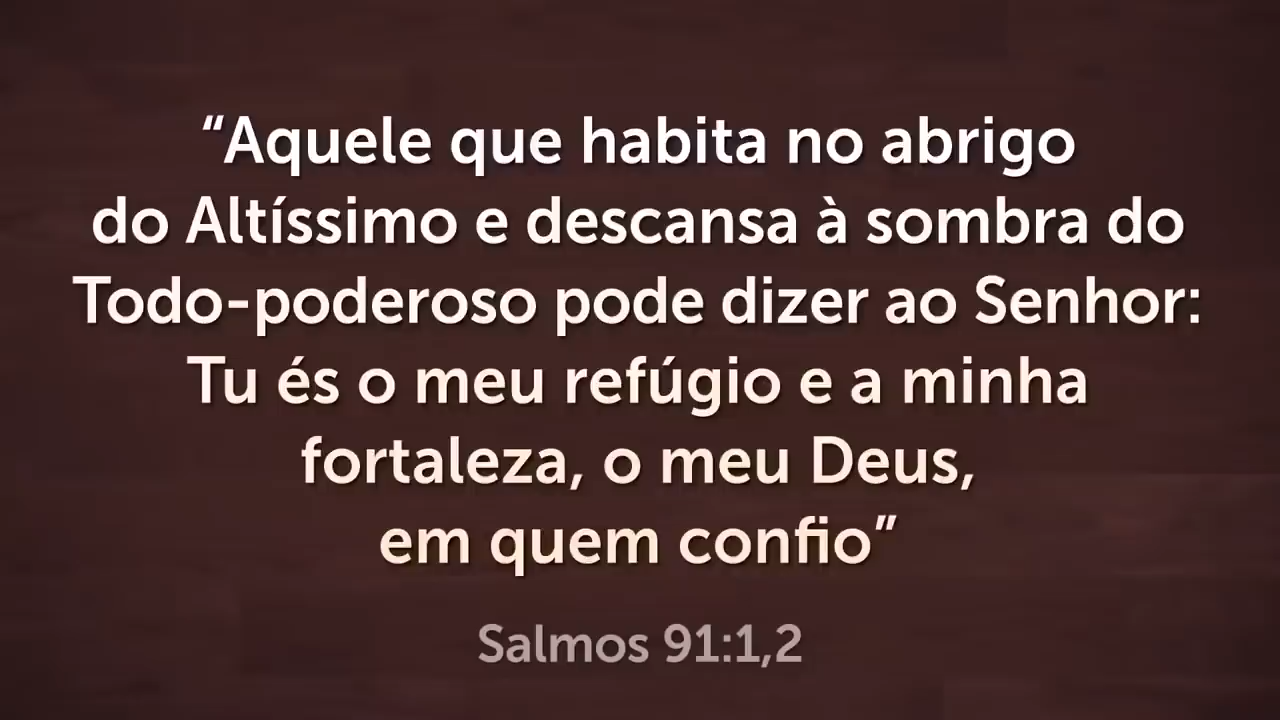 “Aquele que habita no abrigo
do Altíssimo e descansa à sombra do
Todo-poderoso pode dizer ao Senhor:
Tu és o meu refúgio e a minha
fortaleza, o meu Deus,
em quem confio”
Salmos 91:1,2